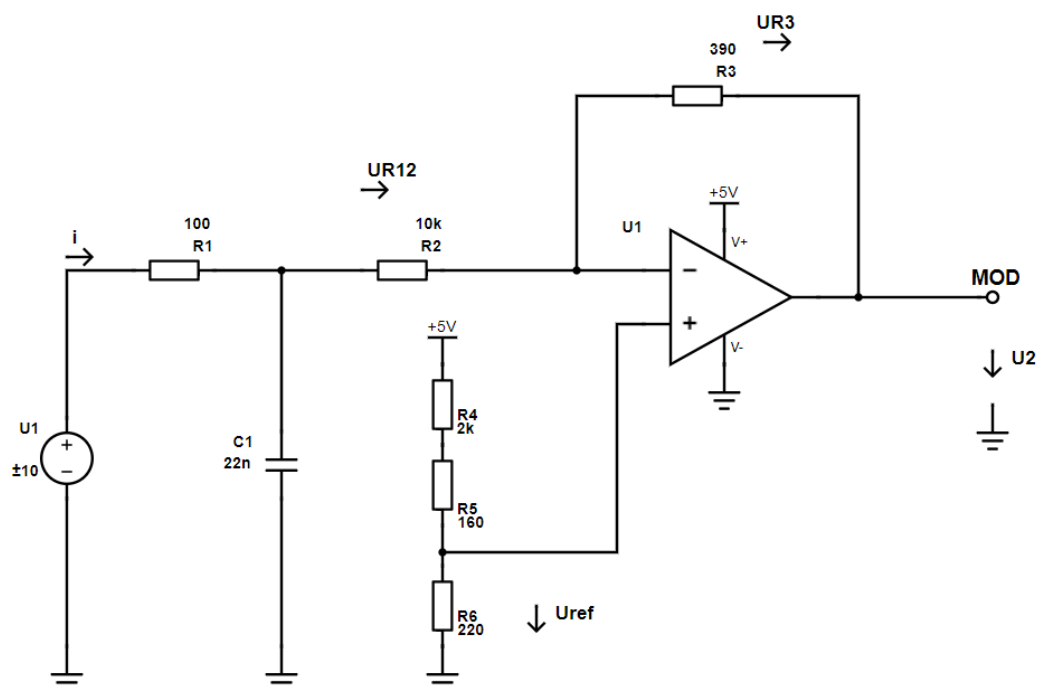 UR3
390
R3
UR12
+5V
100
10k
U1
i
R1
R2
V+
MOD
+5V
V-
U2
R4
2k
U1
+
C1
±10
−
22n
R5
160
R6
220
Uref
−
+